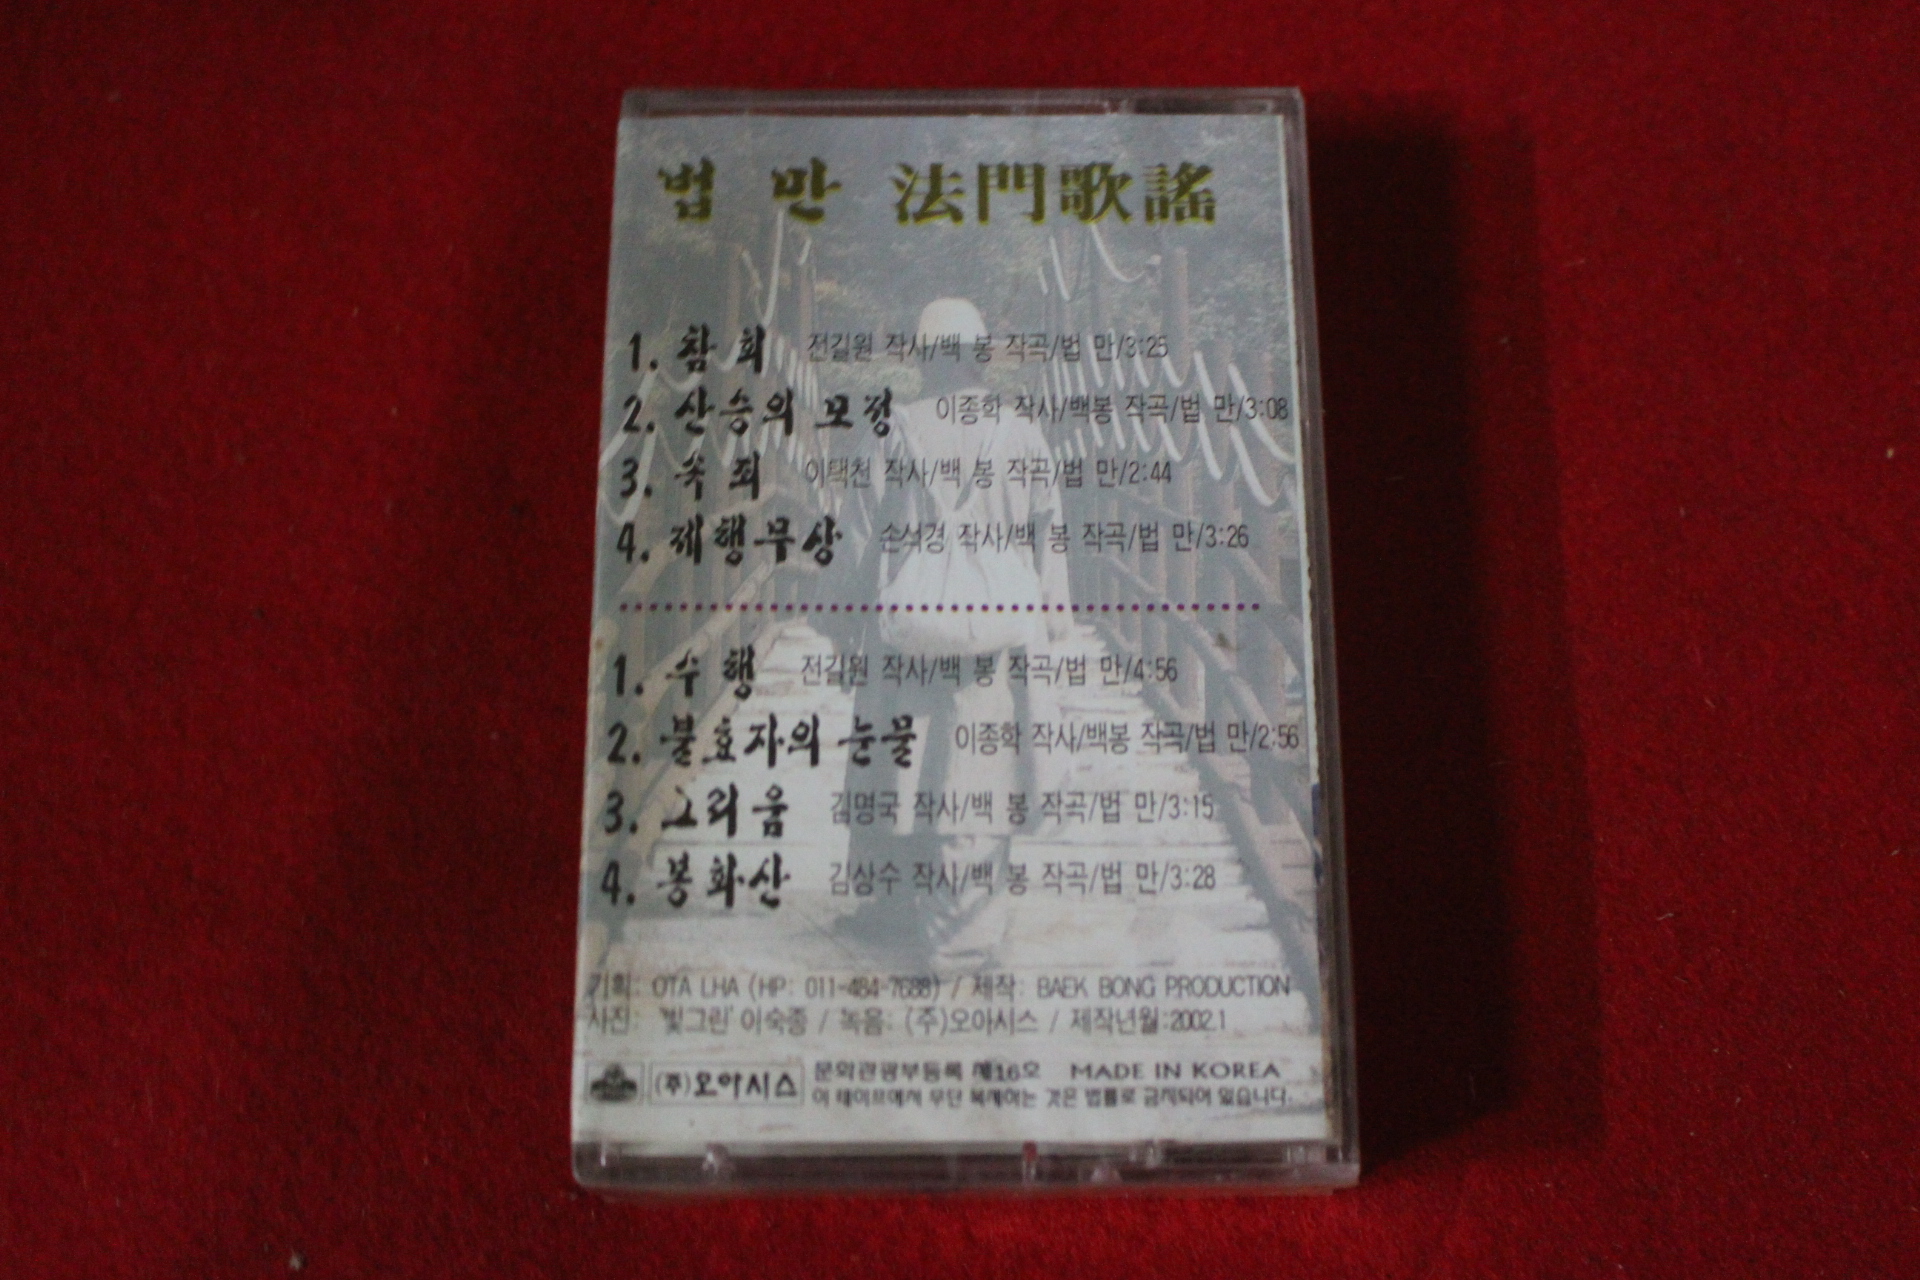 법 만 法門歌謠
1. 참 회 전길원 작사/백 봉 작곡/법 만/3:25
2. 산승의 모정 이종학 작사/백봉 작곡/법 만/3:08
3. 속 죄 이택천 작사/백 봉 작곡/법 만/2:44
4. 제행무상 손석경 작사/백 봉 작곡/법 만/3:26
1. 수 행 전길원 작사/백 봉 작곡/법 만/4:56
2. 불효자의 눈물 이종학 작사/백봉 작곡/법 만/2:56
3. 그리움 김명국 작사/백 봉 작곡/법 만/3:15
4. 봉화산 김상수 작사/백 봉 작곡/법 만/3:28
기획: OTA LHA (HP: 011-484-7688) / 제작: BAEK BONG PRODUCTION
사진: '빛그린' 이숙종 / 녹음: (주)오아시스 / 제작년월:2002.1
(주)오아시스 문화관광부등록 제16호 MADE IN KOREA
이 테이프에서 무단 복제하는 것은 법률로 금지되어 있습니다.